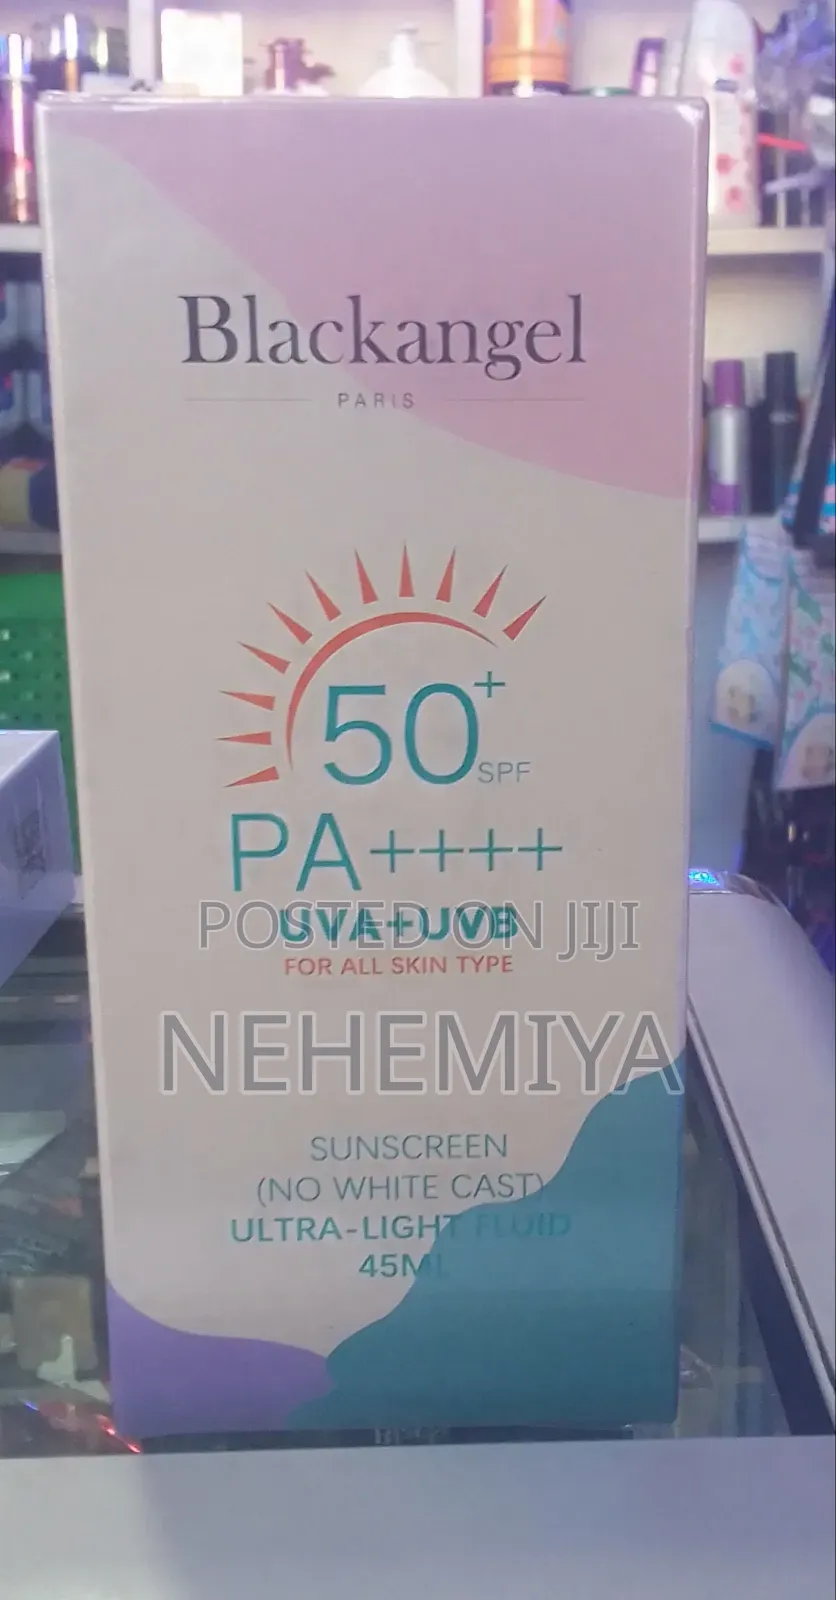 Blackangel
PARIS
50+
SPF
PA++++
UVA+UVB
POSTED ON JIJI
FOR ALL SKIN TYPE
NEHEMIYA
SUNSCREEN
(NO WHITE CAST)
ULTRA-LIGHT FLUID
45ML